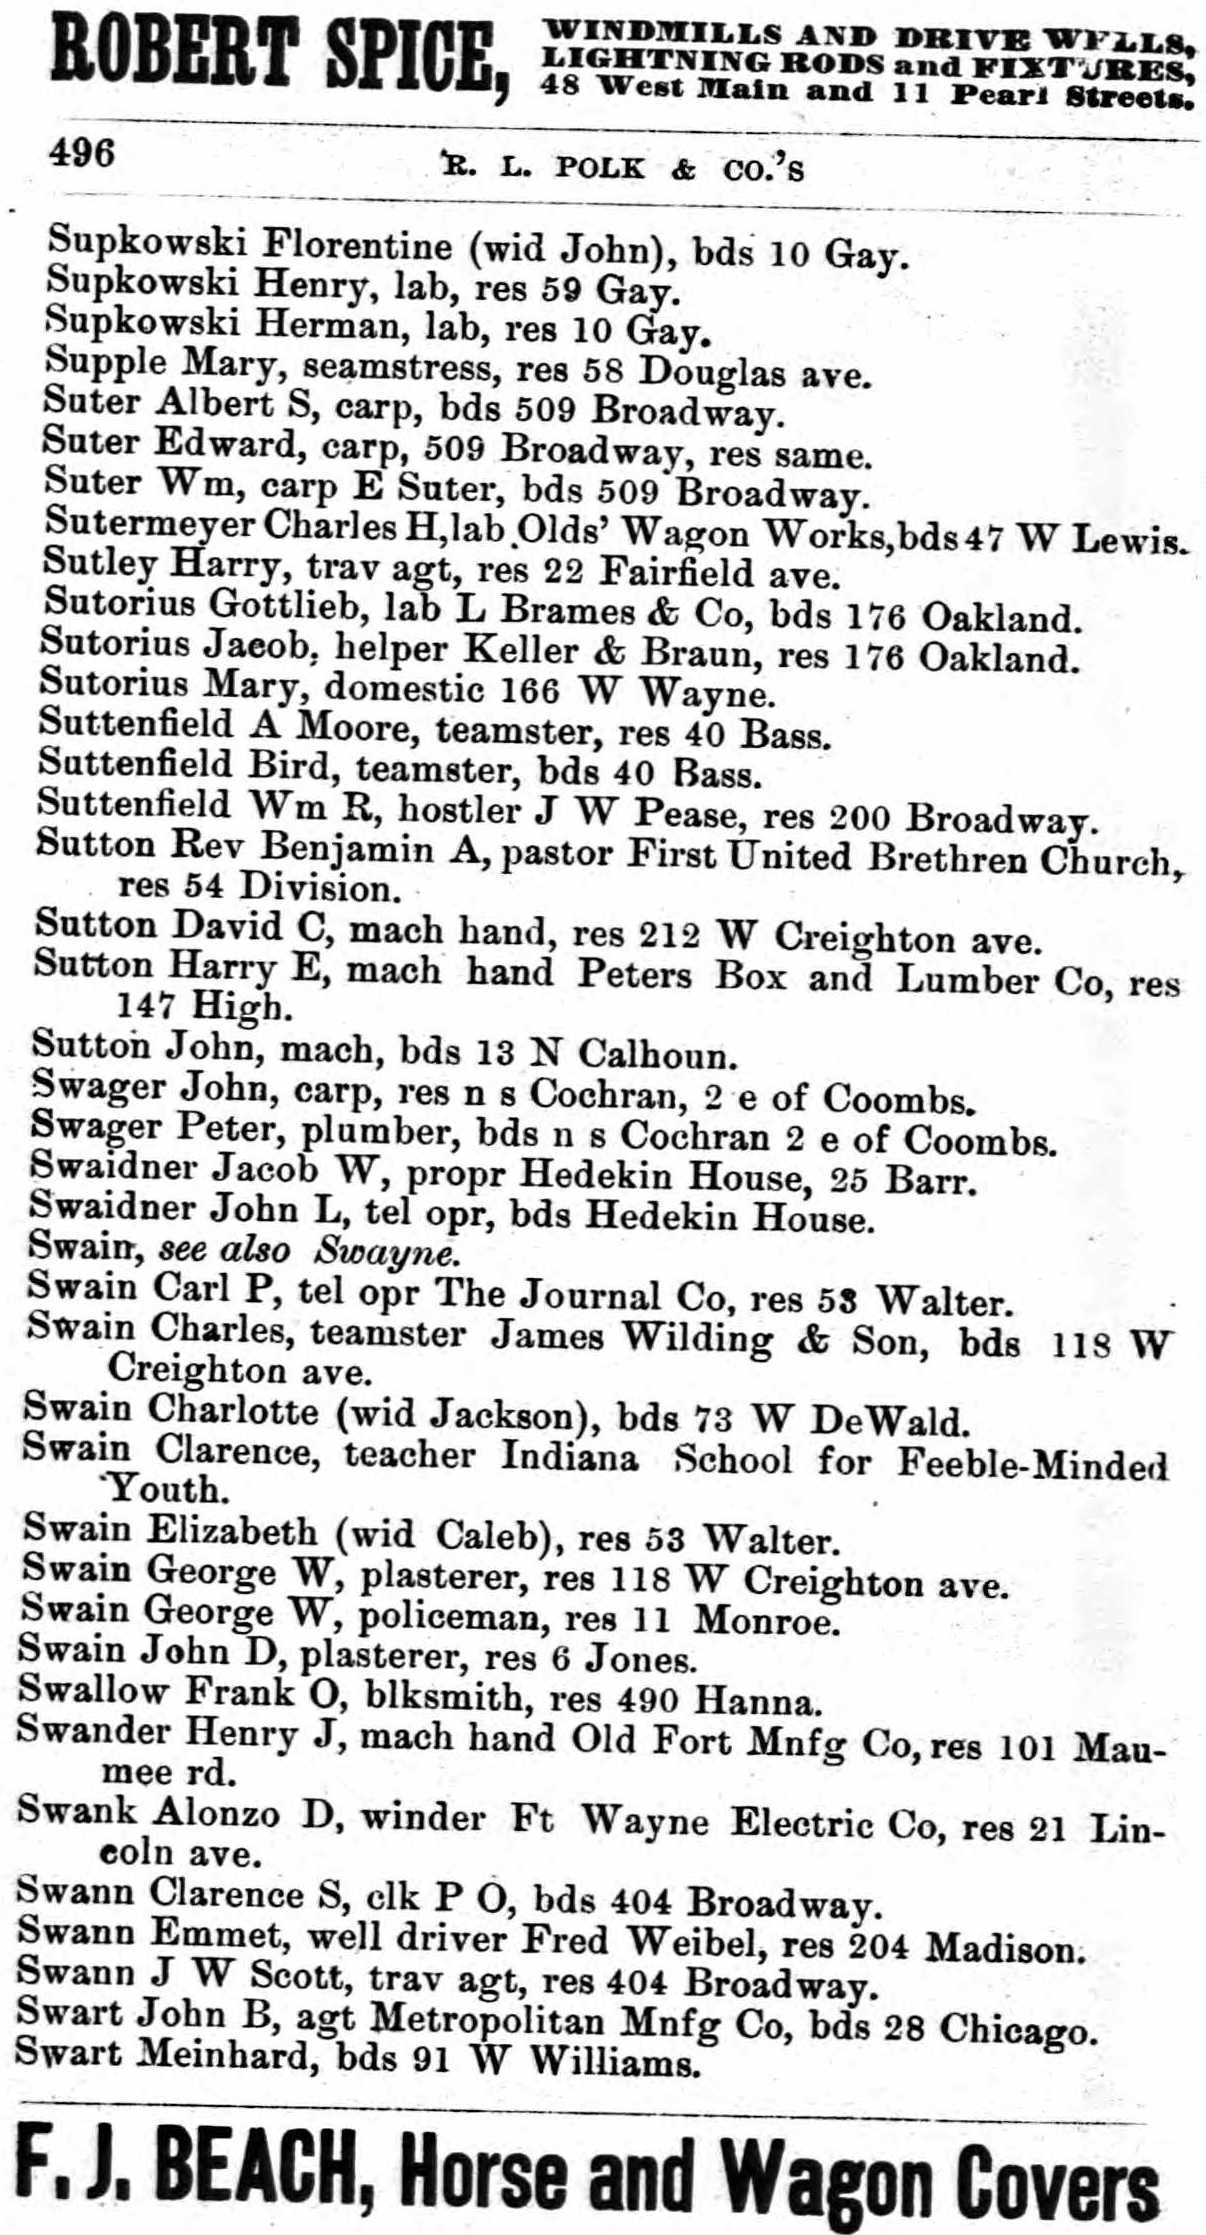 ROBERT SPICE, WINDMILLS AND DRIVE WELLS,
LIGHTNING RODS and FIXTURES,
48 West Main and 11 Pearl Streets.
496 R. L. POLK & CO.'S
Supkowski Florentine (wid John), bds 10 Gay.
Supkowski Henry, lab, res 59 Gay.
Supkowski Herman, lab, res 10 Gay.
Supple Mary, seamstress, res 58 Douglas ave.
Suter Albert S, carp, bds 509 Broadway.
Suter Edward, carp, 509 Broadway, res same.
Suter Wm, carp E Suter, bds 509 Broadway.
Sutermeyer Charles H, lab Olds' Wagon Works, bds 47 W Lewis.
Sutley Harry, trav agt, res 22 Fairfield ave.
Sutorius Gottlieb, lab L Brames & Co, bds 176 Oakland.
Sutorius Jacob, helper Keller & Braun, res 176 Oakland.
Sutorius Mary, domestic 166 W Wayne.
Suttenfield A Moore, teamster, res 40 Bass.
Suttenfield Bird, teamster, bds 40 Bass.
Suttenfield Wm R, hostler J W Pease, res 200 Broadway.
Sutton Rev Benjamin A, pastor First United Brethren Church,
res 54 Division.
Sutton David C, mach hand, res 212 W Creighton ave.
Sutton Harry E, mach hand Peters Box and Lumber Co, res
147 High.
Sutton John, mach, bds 13 N Calhoun.
Swager John, carp, res n s Cochran, 2 e of Coombs.
Swager Peter, plumber, bds n s Cochran 2 e of Coombs.
Swaidner Jacob W, propr Hedekin House, 25 Barr.
Swaidner John L, tel opr, bds Hedekin House.
Swain, see also Swayne.
Swain Carl P, tel opr The Journal Co, res 53 Walter.
Swain Charles, teamster James Wilding & Son, bds 118 W
Creighton ave.
Swain Charlotte (wid Jackson), bds 73 W DeWald.
Swain Clarence, teacher Indiana School for Feeble-Minded
Youth.
Swain Elizabeth (wid Caleb), res 53 Walter.
Swain George W, plasterer, res 118 W Creighton ave.
Swain George W, policeman, res 11 Monroe.
Swain John D, plasterer, res 6 Jones.
Swallow Frank O, blksmith, res 490 Hanna.
Swander Henry J, mach hand Old Fort Mnfg Co, res 101 Mau-
mee rd.
Swank Alonzo D, winder Ft Wayne Electric Co, res 21 Lin-
coln ave.
Swann Clarence S, clk P O, bds 404 Broadway.
Swann Emmet, well driver Fred Weibel, res 204 Madison.
Swann J W Scott, trav agt, res 404 Broadway.
Swart John B, agt Metropolitan Mnfg Co, bds 28 Chicago.
Swart Meinhard, bds 91 W Williams.
F. J. BEACH, Horse and Wagon Covers